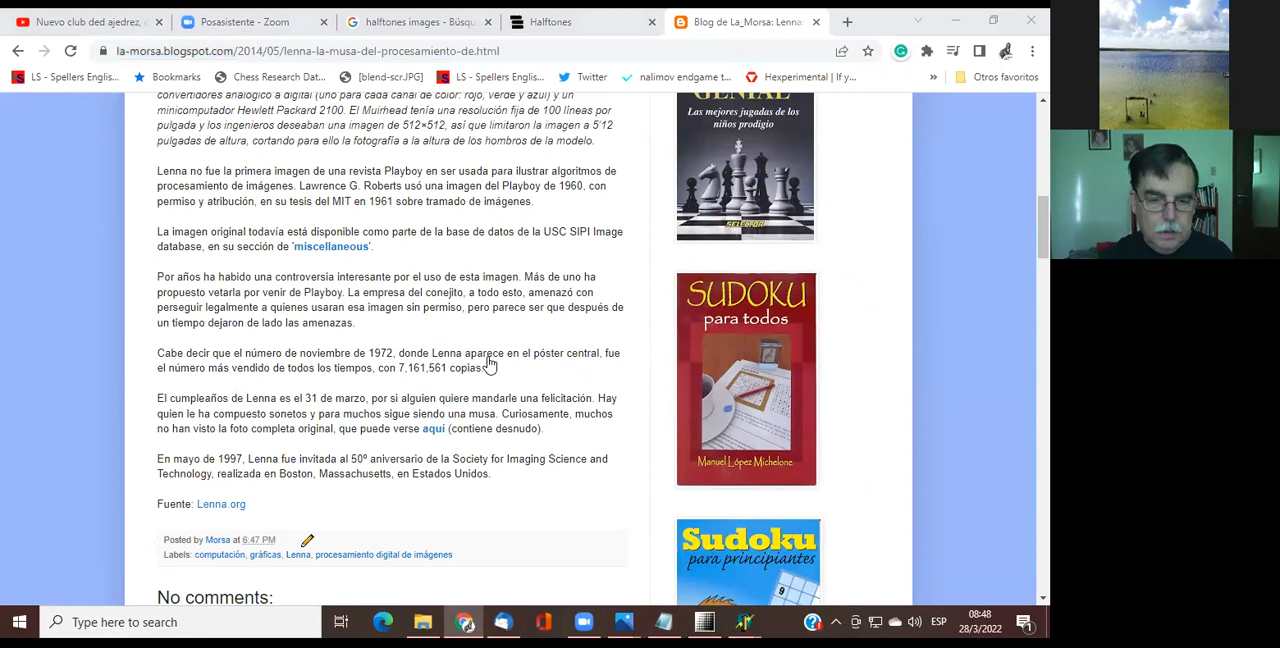 Nuevo club ded ajedrez, c
Posasistente - Zoom
halftones images - Búsqu
Halftones
Blog de La_Morsa: Lenna:
la-morsa.blogspot.com/2014/05/lenna-la-musa-del-procesamiento-de.html
LS - Spellers Englis...
Bookmarks
Chess Research Dat...
[blend-scr.JPG]
LS - Spellers Englis...
Twitter
nalimov endgame t...
Hexperimental | If y...
»
Otros favoritos
convertidores analógico a digital (uno para cada canal de color: rojo, verde y azul) y un
minicomputador Hewlett Packard 2100. El Muirhead tenía una resolución fija de 100 líneas por
pulgada y los ingenieros deseaban una imagen de 512×512, así que limitaron la imagen a 5'12
pulgadas de altura, cortando para ello la fotografía a la altura de los hombros de la modelo.
Lenna no fue la primera imagen de una revista Playboy en ser usada para ilustrar algoritmos de
procesamiento de imágenes. Lawrence G. Roberts usó una imagen del Playboy de 1960, con
permiso y atribución, en su tesis del MIT en 1961 sobre tramado de imágenes.
La imagen original todavía está disponible como parte de la base de datos de la USC SIPI Image
database, en su sección de 'miscellaneous'.
Por años ha habido una controversia interesante por el uso de esta imagen. Más de uno ha
propuesto vetarla por venir de Playboy. La empresa del conejito, a todo esto, amenazó con
perseguir legalmente a quienes usaran esa imagen sin permiso, pero parece ser que después de
un tiempo dejaron de lado las amenazas.
Cabe decir que el número de noviembre de 1972, donde Lenna aparece en el póster central, fue
el número más vendido de todos los tiempos, con 7,161,561 copias.
El cumpleaños de Lenna es el 31 de marzo, por si alguien quiere mandarle una felicitación. Hay
quien le ha compuesto sonetos y para muchos sigue siendo una musa. Curiosamente, muchos
no han visto la foto completa original, que puede verse aquí (contiene desnudo).
En mayo de 1997, Lenna fue invitada al 50º aniversario de la Society for Imaging Science and
Technology, realizada en Boston, Massachusetts, en Estados Unidos.
Fuente: Lenna.org
Posted by Morsa at 6:47 PM
Labels: computación, gráficas, Lenna, procesamiento digital de imágenes
No comments:
GENIAL
Las mejores jugadas de los
niños prodigio
SELECTOR
SUDOKU
para todos
Manuel López Michelone
Sudoku
para principiantes
9
Type here to search
ESP
08:48
28/3/2022
1